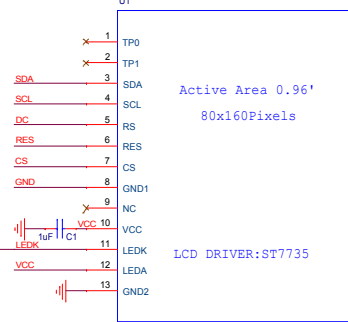 U1
1 TP0
2 TP1
SDA 3 SDA
SCL 4 SCL
DC 5 RS
RES 6 RES
CS 7 CS
GND 8 GND1
9 NC
1uF C1 VCC 10 VCC
LEDK 11 LEDK
VCC 12 LEDA
13 GND2
Active Area 0.96'
80x160Pixels
LCD DRIVER:ST7735